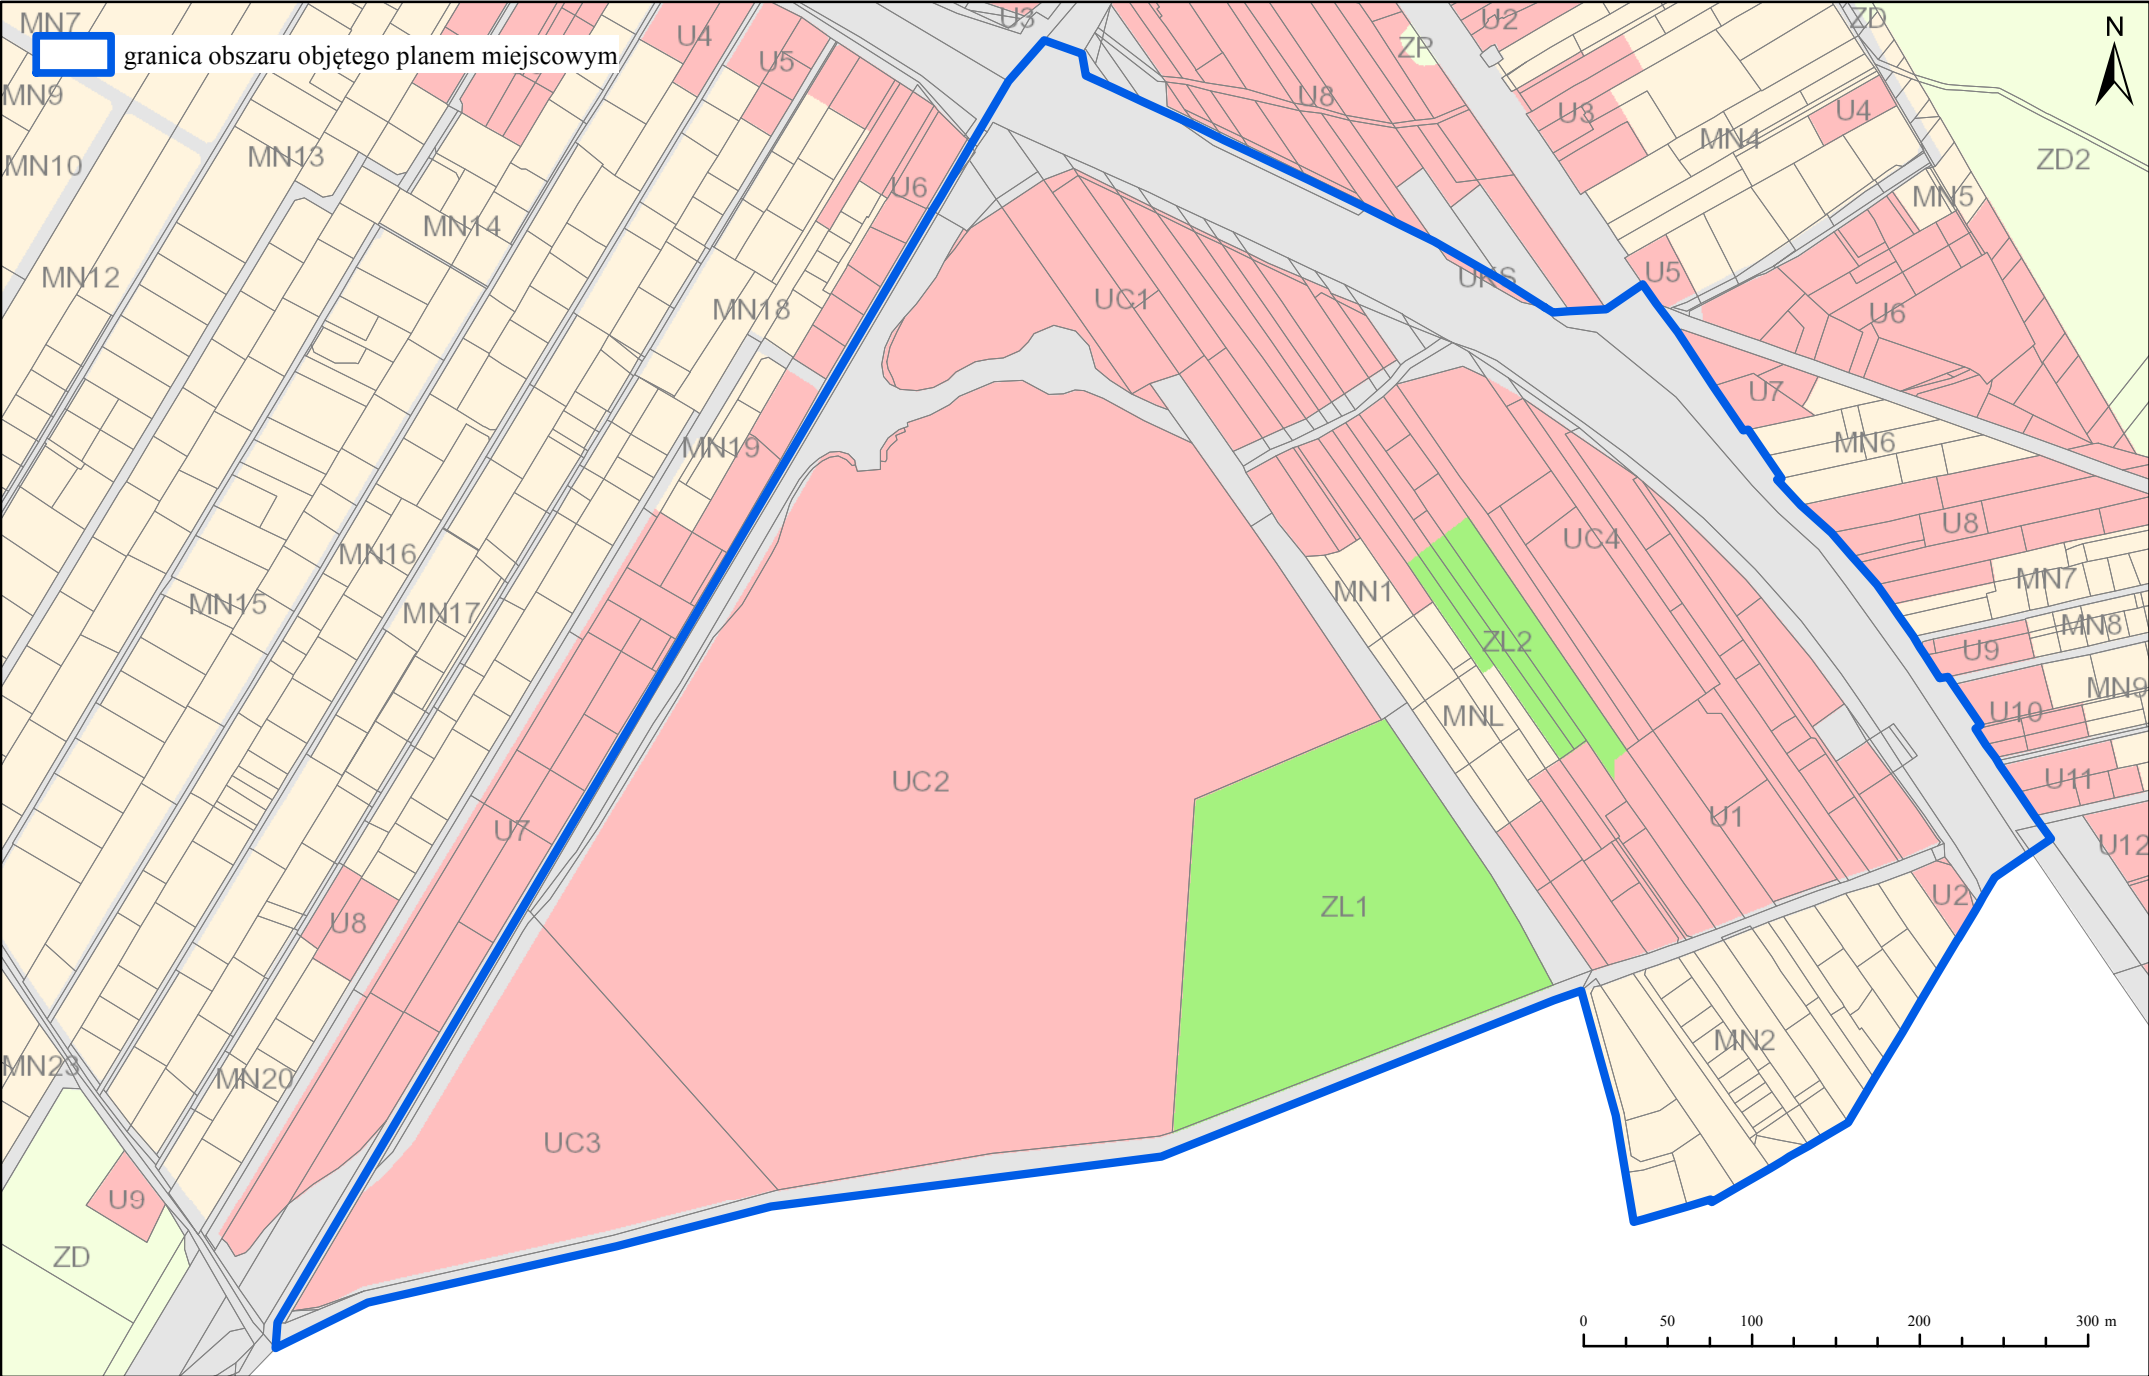 MN7
U3
U2
ZD
N
U4
granica obszaru objętego planem miejscowym
U5
ZP
MN9
U8
U3
U4
MN4
MN10
MN13
ZD2
U6
MN5
MN14
MN12
UKS
U5
UC1
MN18
U6
U7
MN19
MN6
U8
UC4
MN16
MN1
MN7
MN15
MN17
MN8
ZL2
U9
MN9
MNL
U10
UC2
U11
U7
U1
U12
U2
ZL1
U8
MN2
MN23
MN20
UC3
U9
ZD
0 50 100 200 300 m